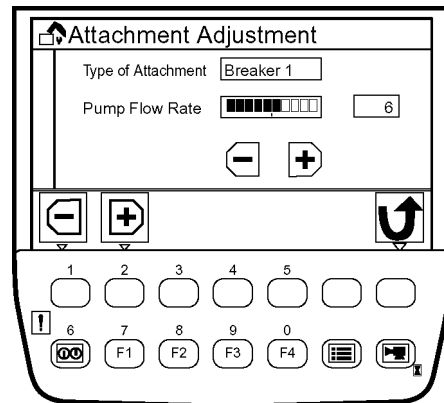 Attachment Adjustment
Type of Attachment Breaker 1
Pump Flow Rate 6
1 2 3 4 5
6 7 8 9 0
F1 F2 F3 F4